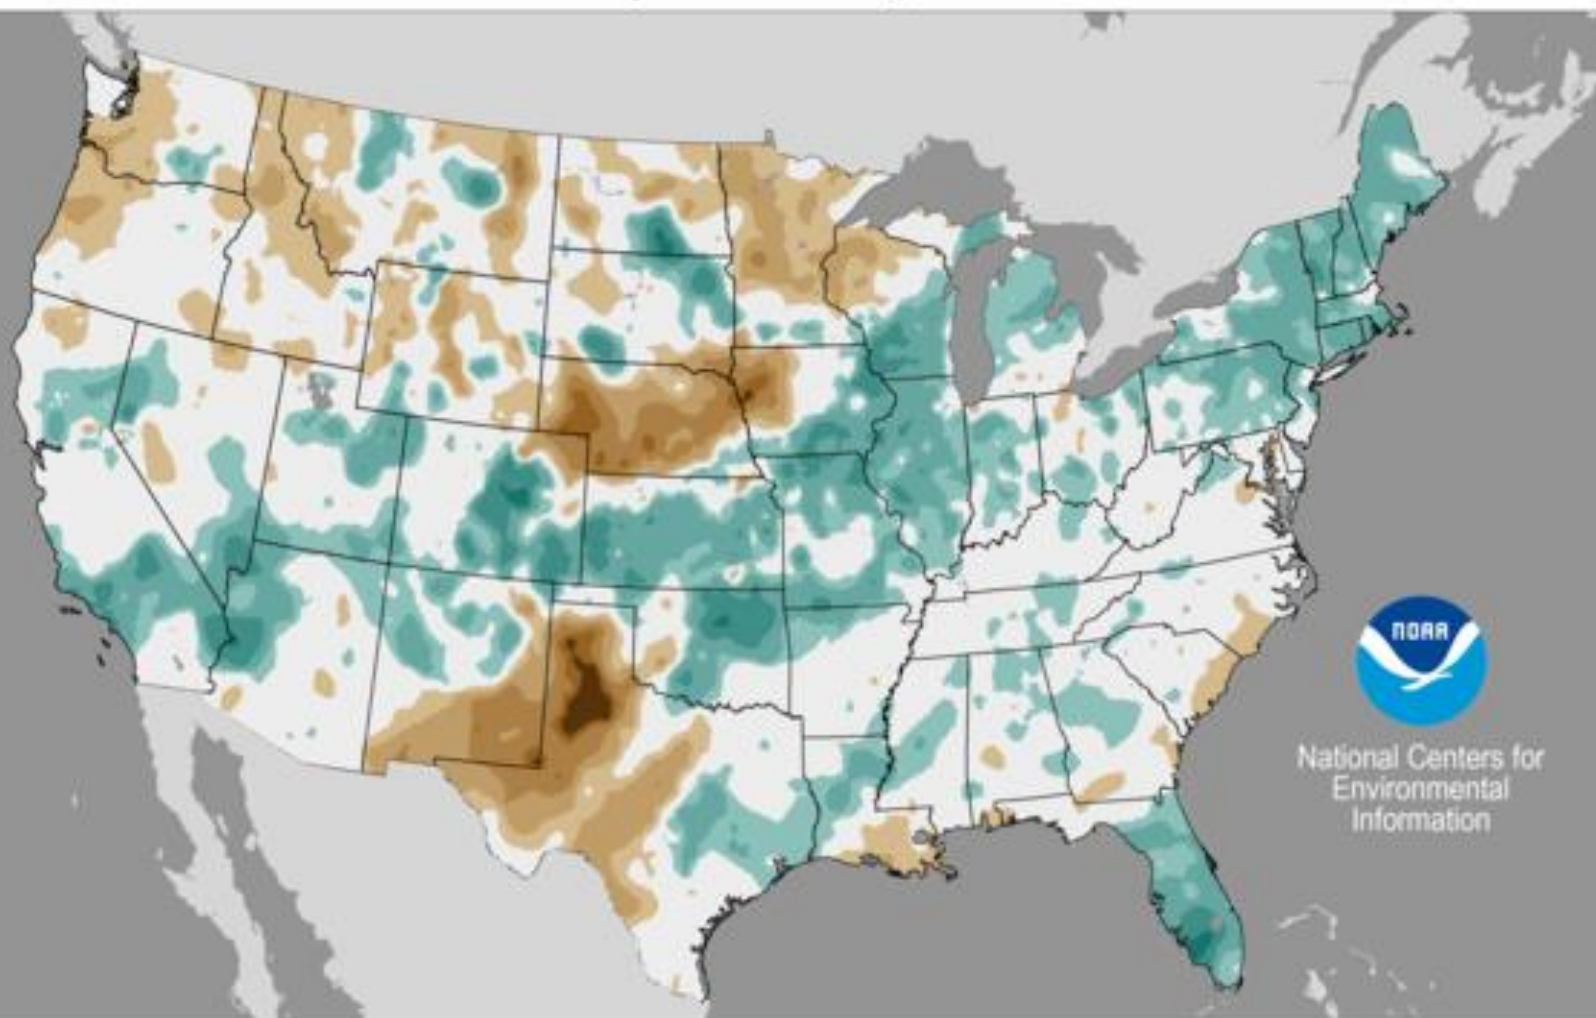 NOAA
National Centers for
Environmental
Information